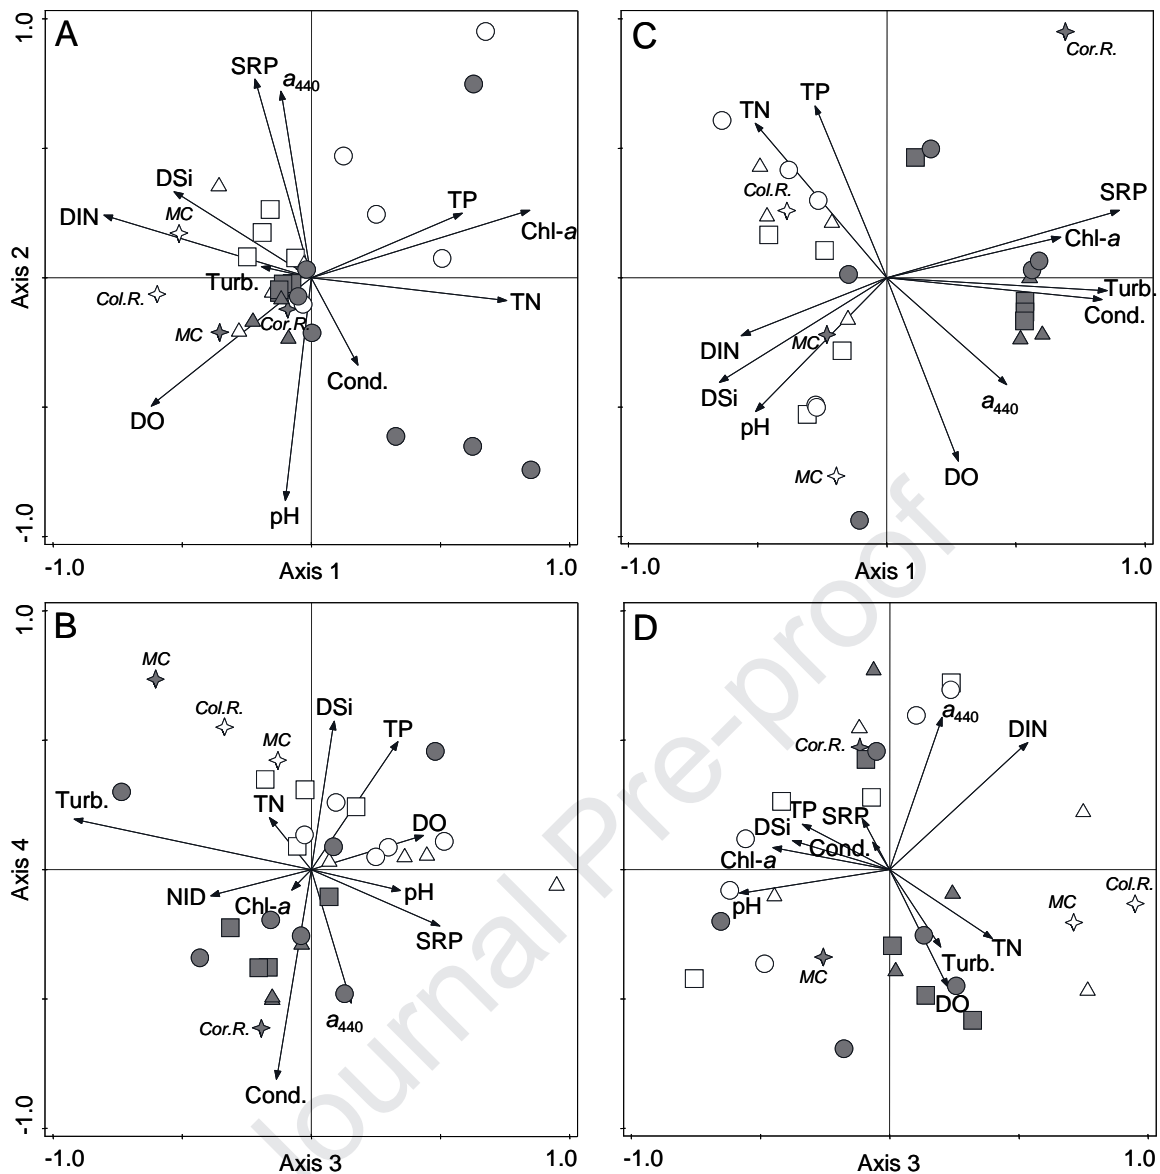 A
1.0
SRP
a440
DSi
TP
MC
DIN
Chl-a
Turb.
Axis 2
Col.R.
TN
Cor.R.
MC
Cond.
DO
pH
-1.0
-1.0
Axis 1
1.0
C
Cor.R.
TP
TN
Col.R.
SRP
Chl-a
Turb.
Cond.
MC
DIN
DSi
a440
pH
MC
DO
-1.0
Axis 1
1.0
B
1.0
MC
Col.R.
DSi
TP
MC
Turb.
TN
DO
Axis 4
NID
pH
Chl-a
SRP
a440
Cor.R.
Cond.
-1.0
-1.0
Axis 3
1.0
D
a440
DIN
Cor.R.
TP
SRP
DSi
Cond.
Chl-a
pH
Col.R.
MC
TN
Turb.
MC
DO
-1.0
Axis 3
1.0
Journal Pre-proof